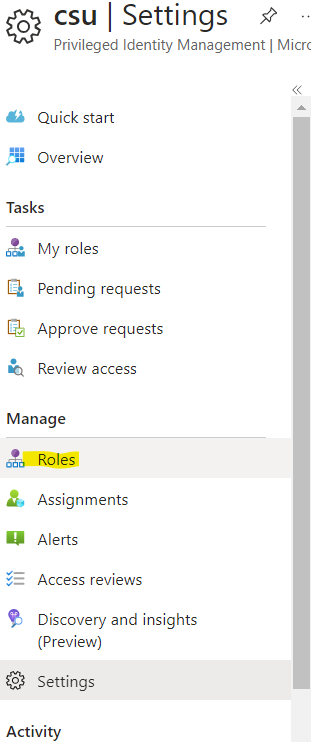 csu | Settings
Privileged Identity Management | Micro
Quick start
Overview
Tasks
My roles
Pending requests
Approve requests
Review access
Manage
Roles
Assignments
Alerts
Access reviews
Discovery and insights
(Preview)
Settings
Activity